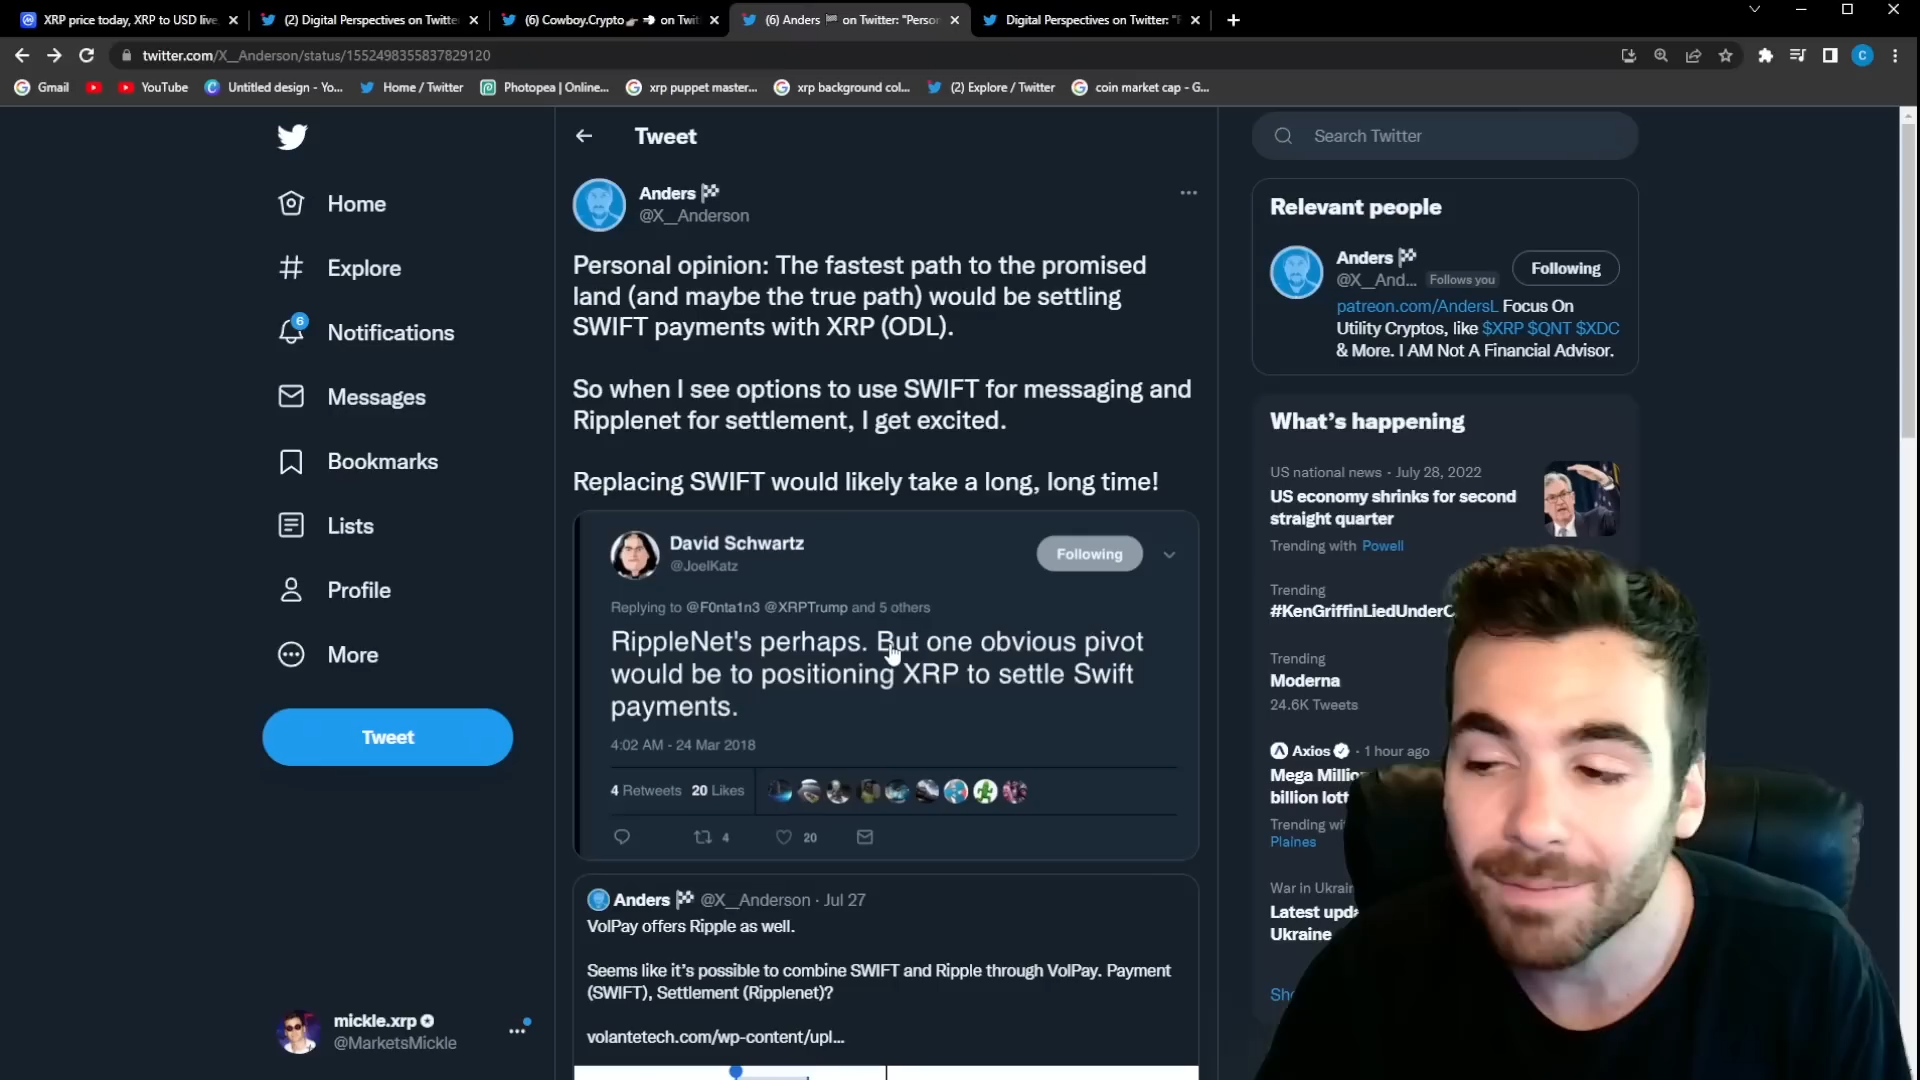 XRP price today, XRP to USD live,
(2) Digital Perspectives on Twitte
(6) Cowboy.Crypto on Twit
(6) Anders on Twitter: "Perso
Digital Perspectives on Twitter: "
twitter.com/X__Anderson/status/1552498355837829120
C
Gmail
YouTube
Untitled design - Yo...
Home / Twitter
Photopea | Online...
xrp puppet master...
xrp background col...
(2) Explore / Twitter
coin market cap - G...
Home
Explore
6
Notifications
Messages
Bookmarks
Lists
Profile
More
Tweet
mickle.xrp
@MarketsMickle
Tweet
Anders
@X__Anderson
Personal opinion: The fastest path to the promised
land (and maybe the true path) would be settling
SWIFT payments with XRP (ODL).
So when I see options to use SWIFT for messaging and
Ripplenet for settlement, I get excited.
Replacing SWIFT would likely take a long, long time!
David Schwartz
@JoelKatz
Following
Replying to @F0nta1n3 @XRPTrump and 5 others
RippleNet's perhaps. But one obvious pivot
would be to positioning XRP to settle Swift
payments.
4:02 AM - 24 Mar 2018
4 Retweets 20 Likes
4
20
Anders @X__Anderson · Jul 27
VolPay offers Ripple as well.
Seems like it's possible to combine SWIFT and Ripple through VolPay. Payment
(SWIFT), Settlement (Ripplenet)?
volantetech.com/wp-content/upl...
Search Twitter
Relevant people
Anders
@X__And... Follows you
Following
patreon.com/AndersL Focus On
Utility Cryptos, like $XRP $QNT $XDC
& More. I AM Not A Financial Advisor.
What's happening
US national news · July 28, 2022
US economy shrinks for second
straight quarter
Trending with Powell
Trending
#KenGriffinLiedUnderO
Trending
Moderna
24.6K Tweets
Axios · 1 hour ago
Mega Millio
billion lott
Trending wi
Plaines
War in Ukrain
Latest upda
Ukraine
Sh